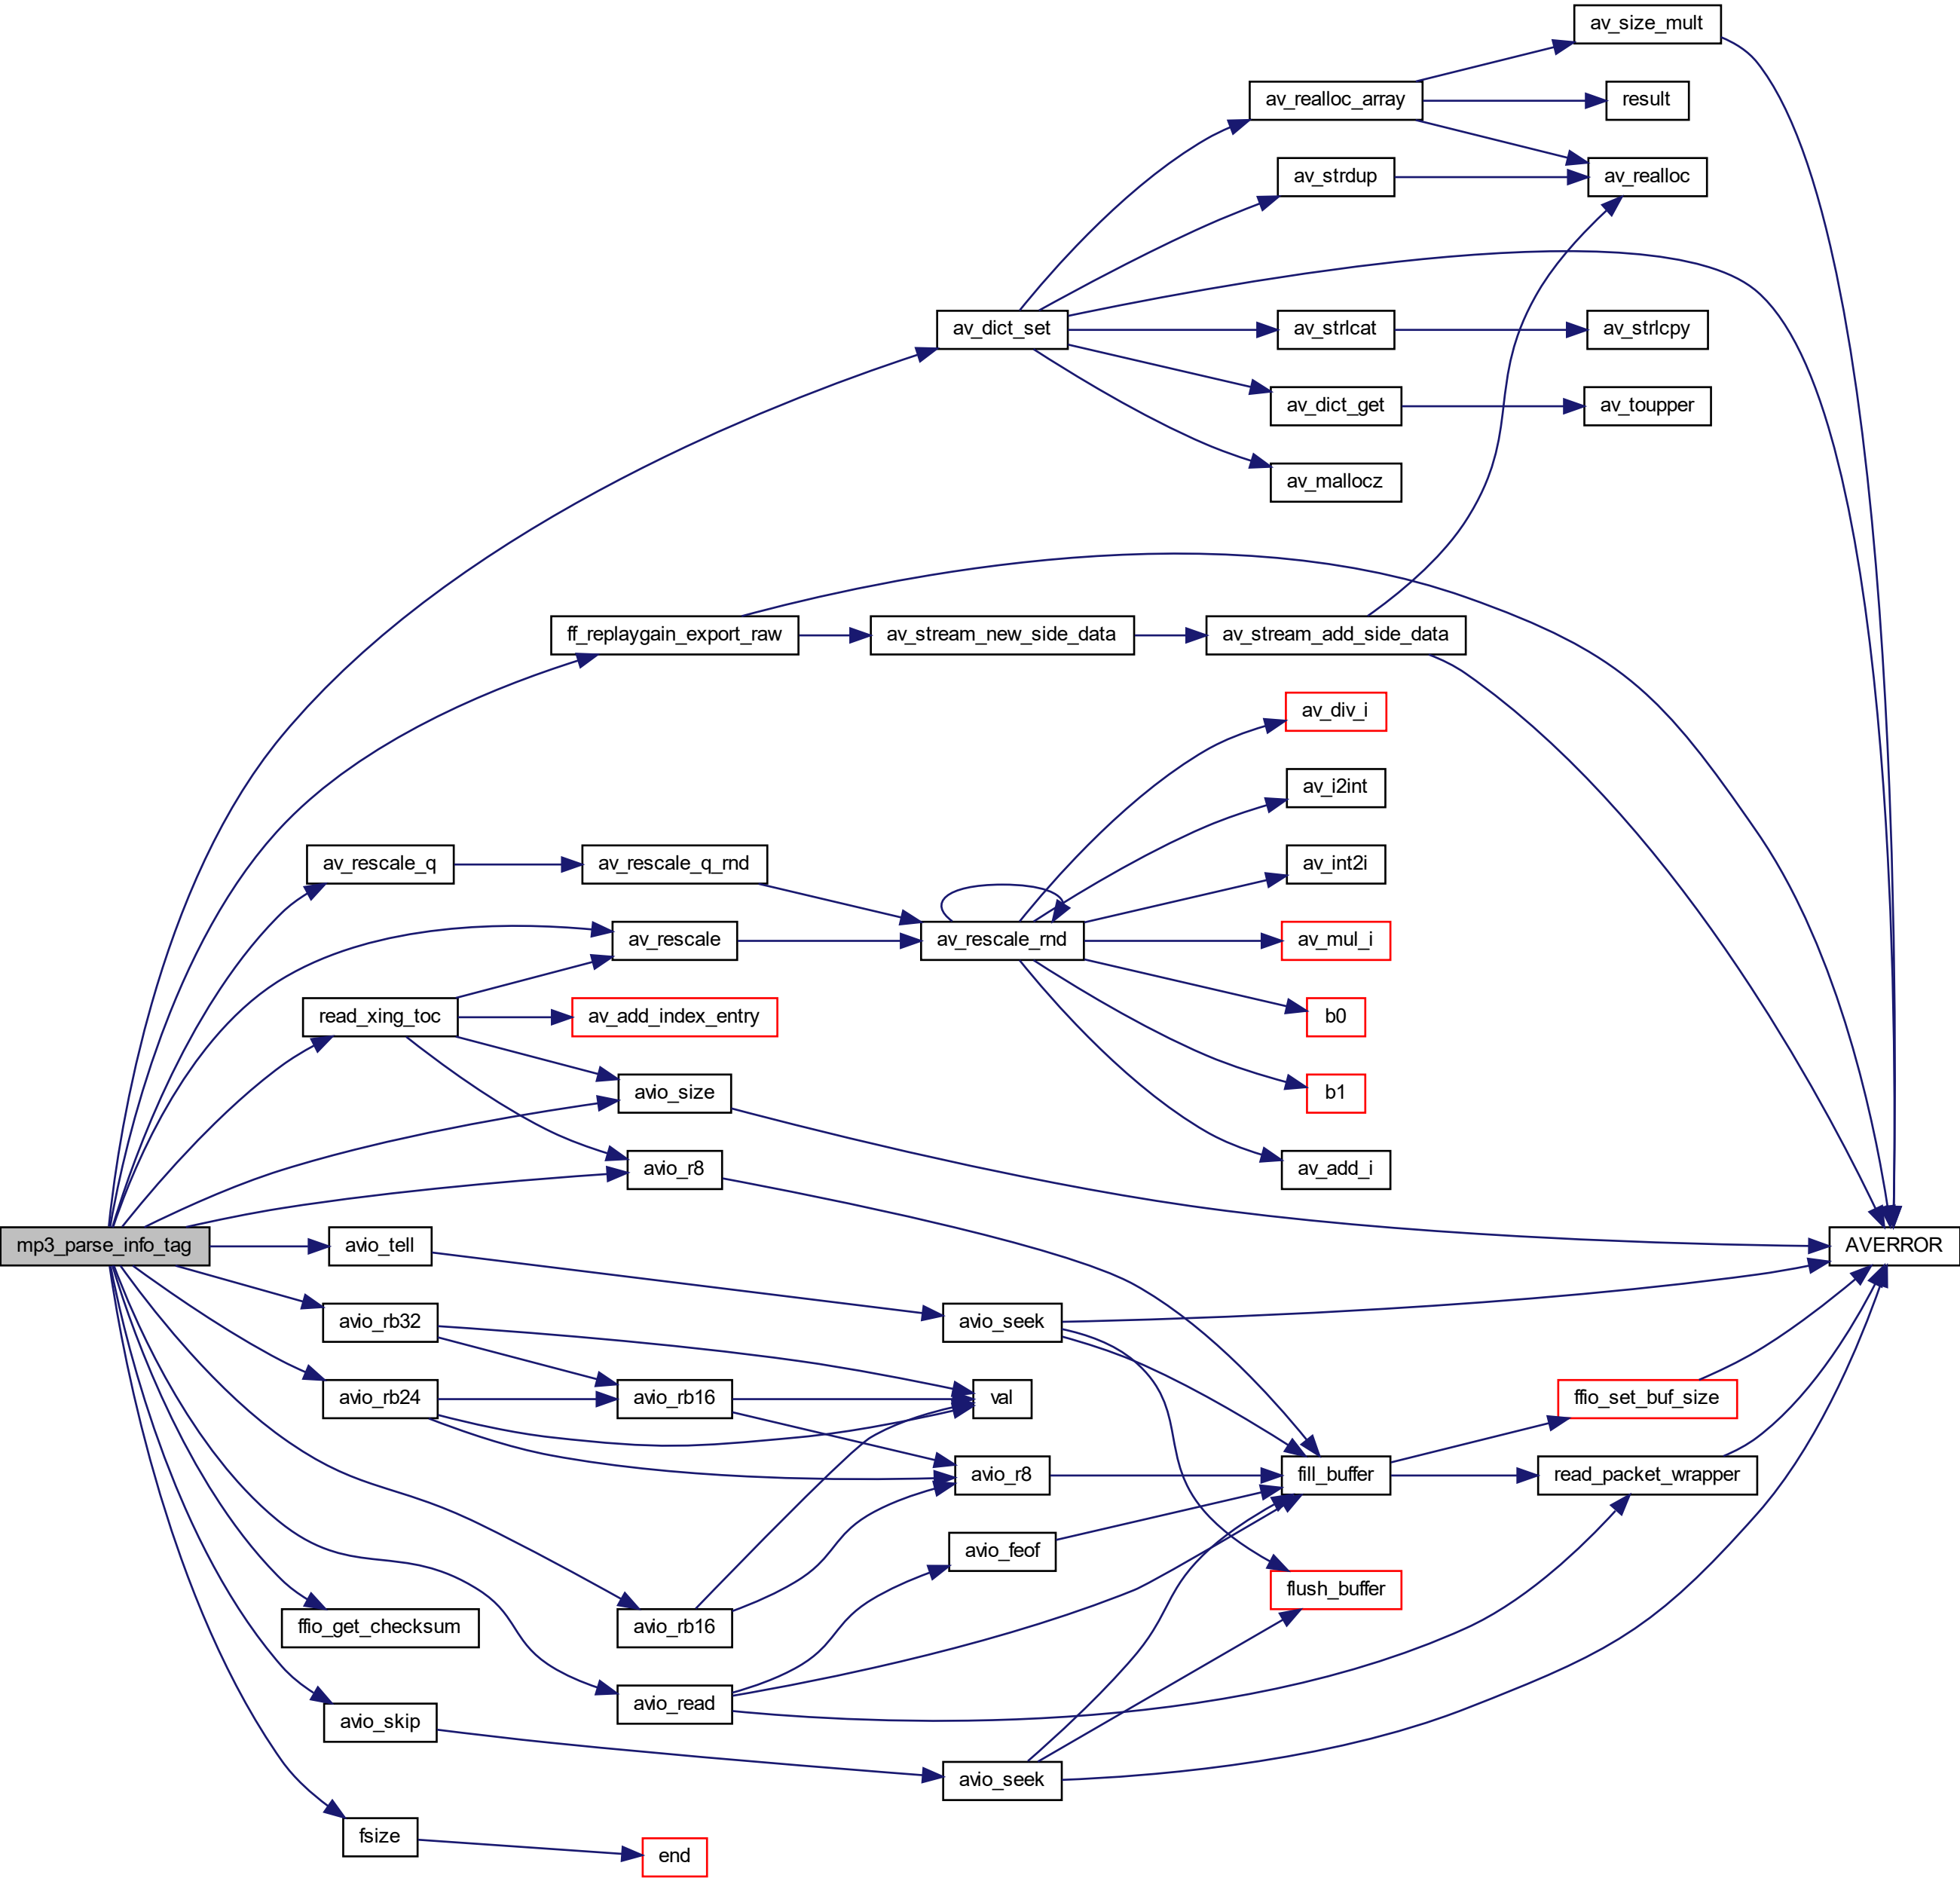 av_size_mult
av_realloc_array
result
av_strdup
av_realloc
av_dict_set
av_strlcat
av_strlcpy
av_dict_get
av_toupper
av_mallocz
ff_replaygain_export_raw
av_stream_new_side_data
av_stream_add_side_data
av_div_i
av_i2int
av_rescale_q
av_rescale_q_rnd
av_int2i
av_rescale
av_rescale_rnd
av_mul_i
read_xing_toc
av_add_index_entry
b0
avio_size
b1
avio_r8
av_add_i
mp3_parse_info_tag
avio_tell
AVERROR
avio_rb32
avio_seek
avio_rb24
avio_rb16
val
ffio_set_buf_size
avio_r8
fill_buffer
read_packet_wrapper
avio_feof
flush_buffer
ffio_get_checksum
avio_rb16
avio_read
avio_skip
avio_seek
fsize
end